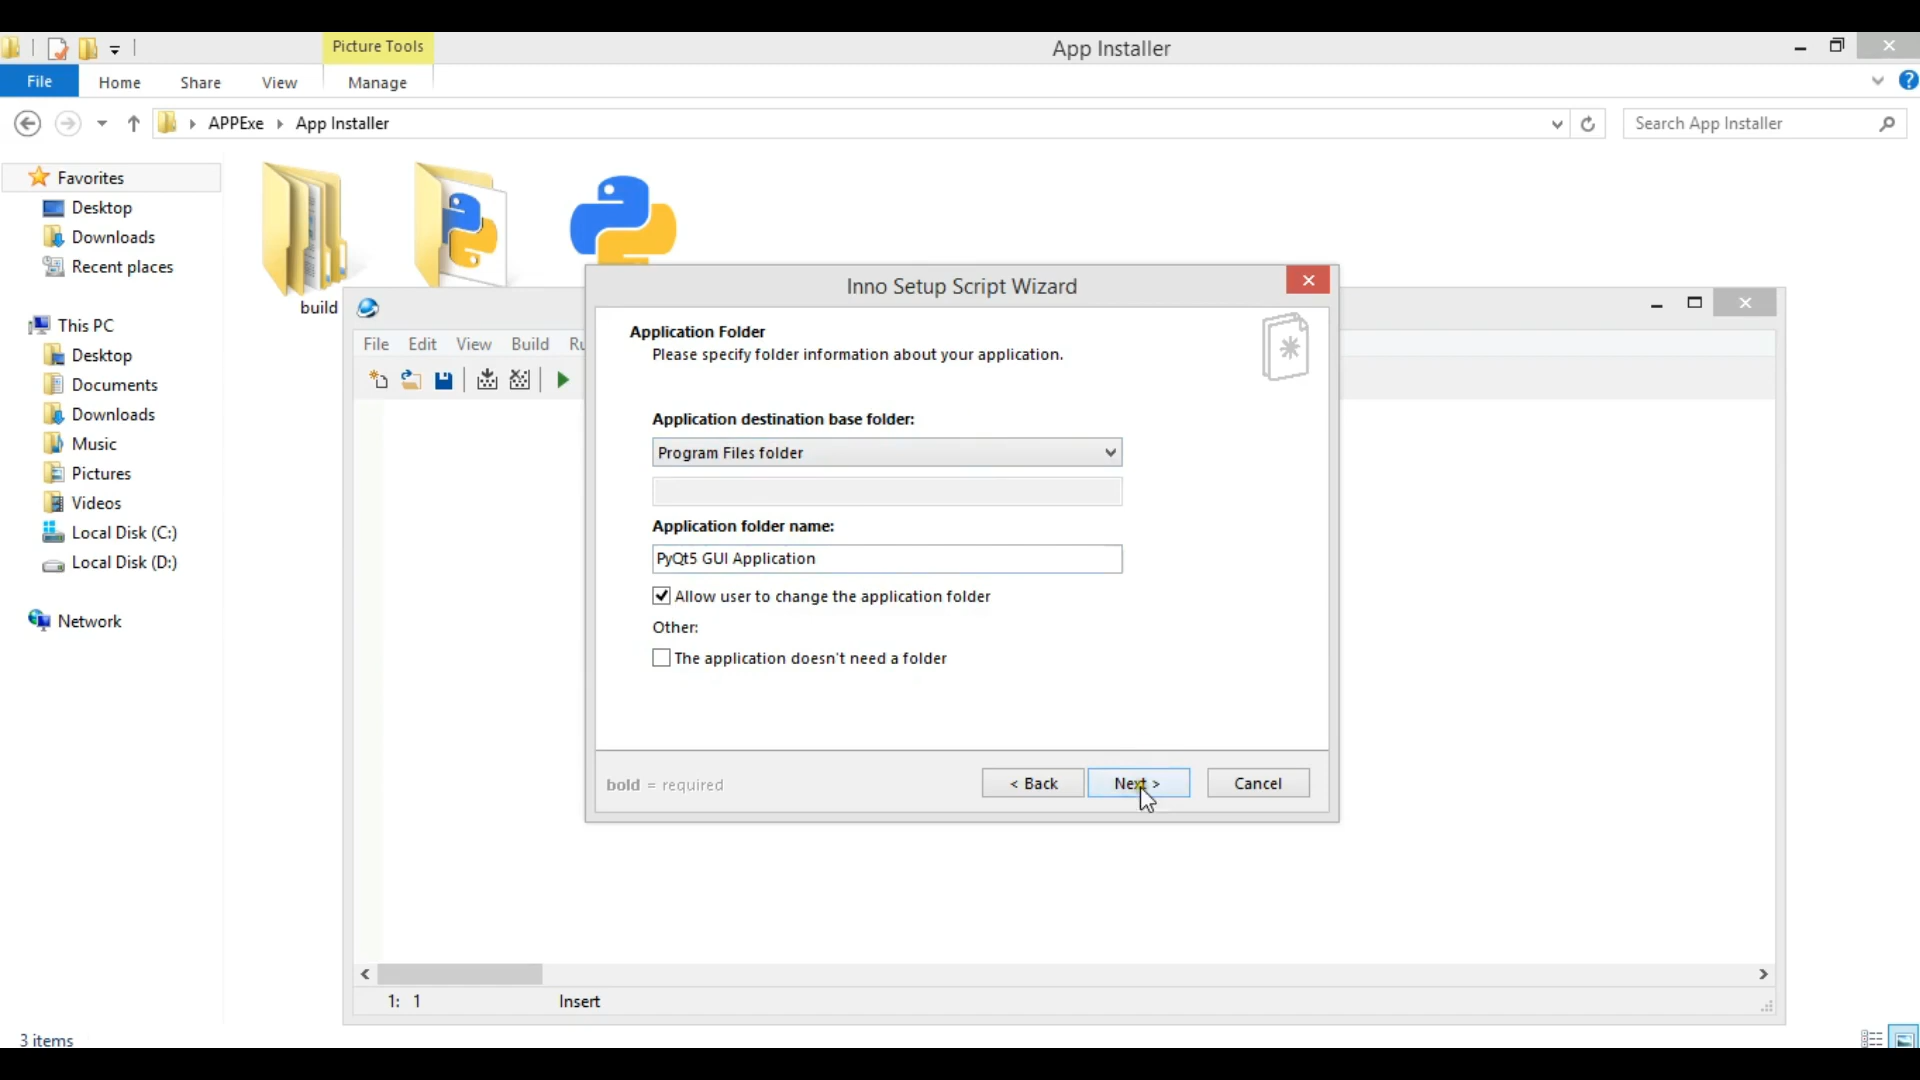 Picture Tools
App Installer
File
Home
Share
View
Manage
APPExe
App Installer
Search App Installer
Favorites
Desktop
Downloads
Recent places
This PC
Desktop
Documents
Downloads
Music
Pictures
Videos
Local Disk (C:)
Local Disk (D:)
Network
build
File Edit View Build
Inno Setup Script Wizard
Application Folder
Please specify folder information about your application.
Application destination base folder:
Program Files folder
Application folder name:
PyQt5 GUI Application
Allow user to change the application folder
Other:
The application doesn't need a folder
bold = required
< Back
Next >
Cancel
1: 1
Insert
3 items